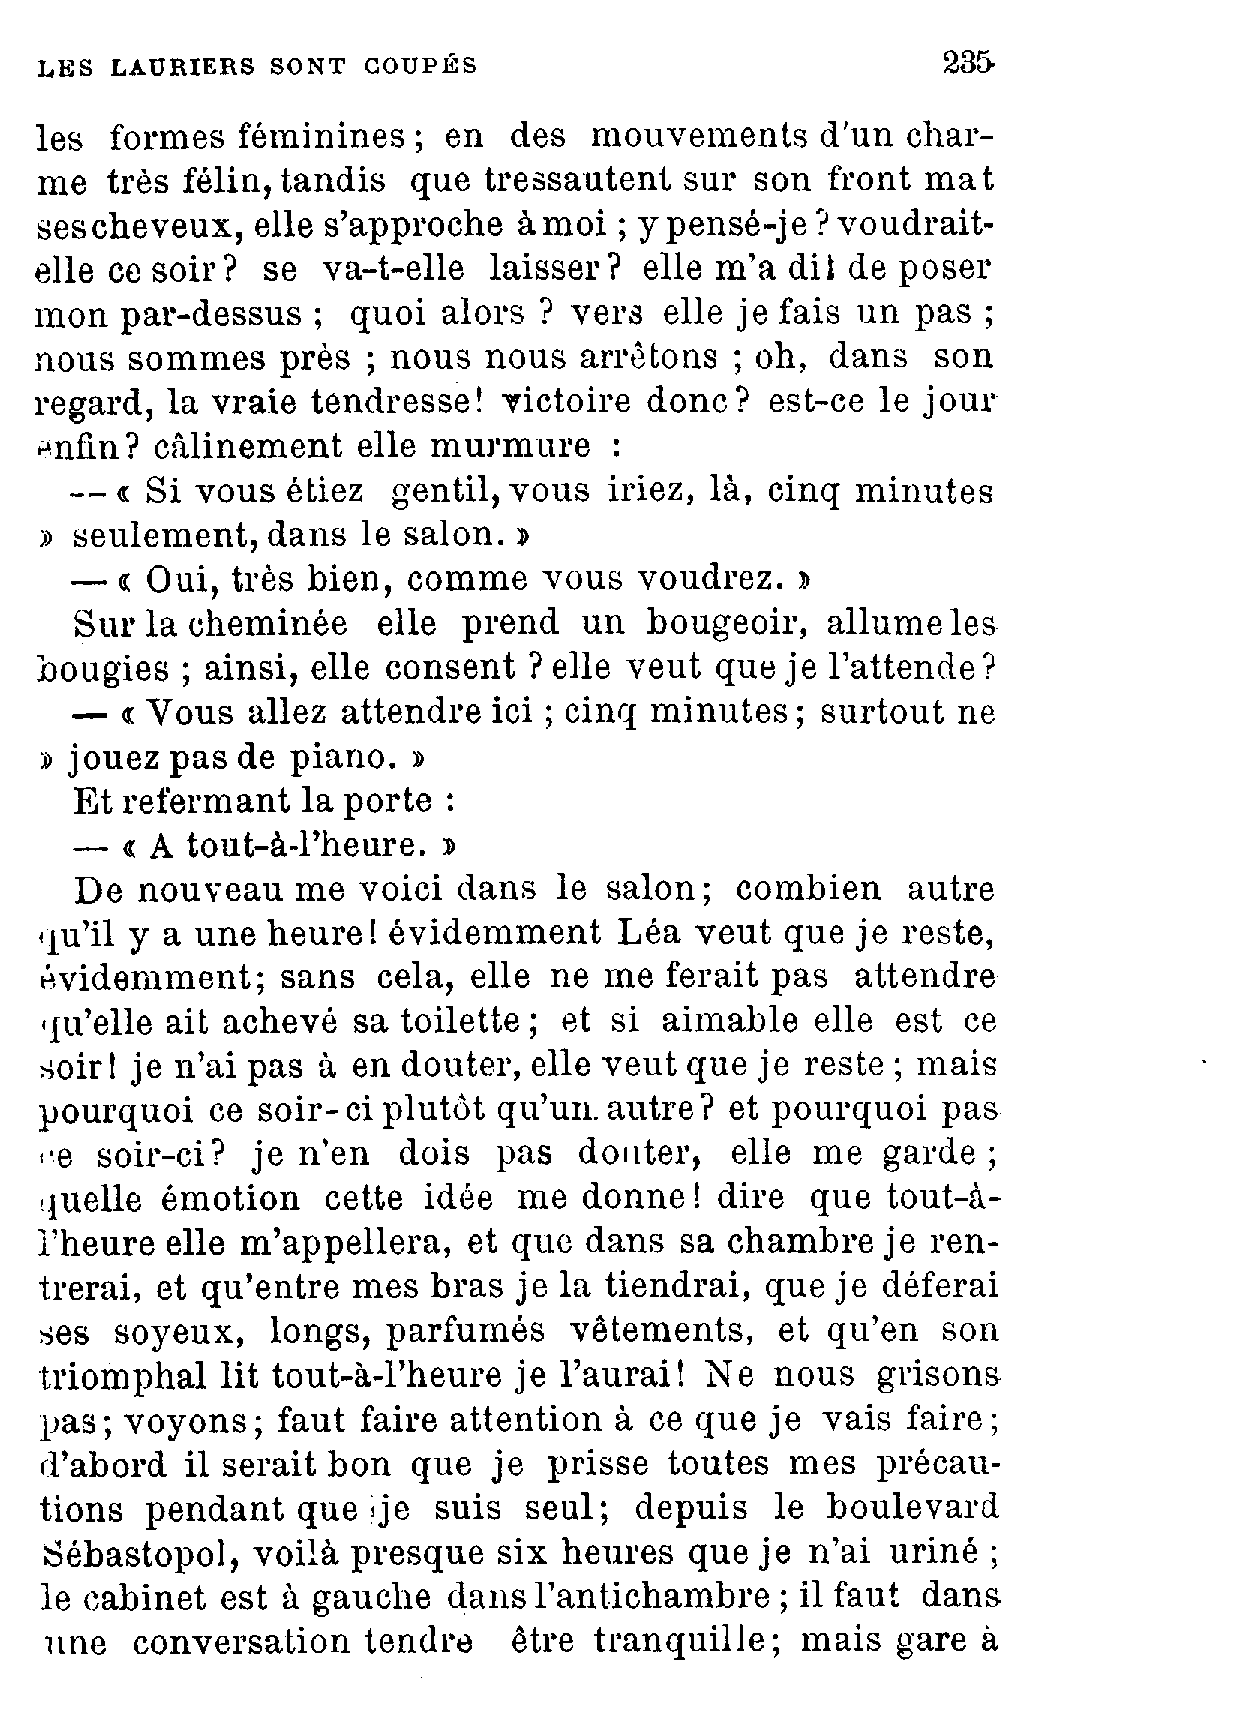 LES LAURIERS SONT COUPÉS 235
les formes féminines ; en des mouvements d'un char-
me très félin, tandis que tressautent sur son front mat
ses cheveux, elle s'approche à moi ; y pensé-je ? voudrait-
elle ce soir ? se va-t-elle laisser ? elle m'a dit de poser
mon par-dessus ; quoi alors ? vers elle je fais un pas ;
nous sommes près ; nous nous arrêtons ; oh, dans son
regard, la vraie tendresse ! victoire donc ? est-ce le jour
enfin ? câlinement elle murmure :
— « Si vous étiez gentil, vous iriez, là, cinq minutes
» seulement, dans le salon. »
— « Oui, très bien, comme vous voudrez. »
Sur la cheminée elle prend un bougeoir, allume les
bougies ; ainsi, elle consent ? elle veut que je l'attende ?
— « Vous allez attendre ici ; cinq minutes ; surtout ne
» jouez pas de piano. »
Et refermant la porte :
— « A tout-à-l'heure. »
De nouveau me voici dans le salon ; combien autre
qu'il y a une heure ! évidemment Léa veut que je reste,
évidemment ; sans cela, elle ne me ferait pas attendre
qu'elle ait achevé sa toilette ; et si aimable elle est ce
soir ! je n'ai pas à en douter, elle veut que je reste ; mais
pourquoi ce soir-ci plutôt qu'un autre ? et pourquoi pas
ce soir-ci ? je n'en dois pas douter, elle me garde ;
quelle émotion cette idée me donne ! dire que tout-à-
l'heure elle m'appellera, et que dans sa chambre je ren-
trerai, et qu'entre mes bras je la tiendrai, que je déferai
ses soyeux, longs, parfumés vêtements, et qu'en son
triomphal lit tout-à-l'heure je l'aurai ! Ne nous grisons
pas ; voyons ; faut faire attention à ce que je vais faire ;
d'abord il serait bon que je prisse toutes mes précau-
tions pendant que je suis seul ; depuis le boulevard
Sébastopol, voilà presque six heures que je n'ai uriné ;
le cabinet est à gauche dans l'antichambre ; il faut dans
une conversation tendre être tranquille ; mais gare à